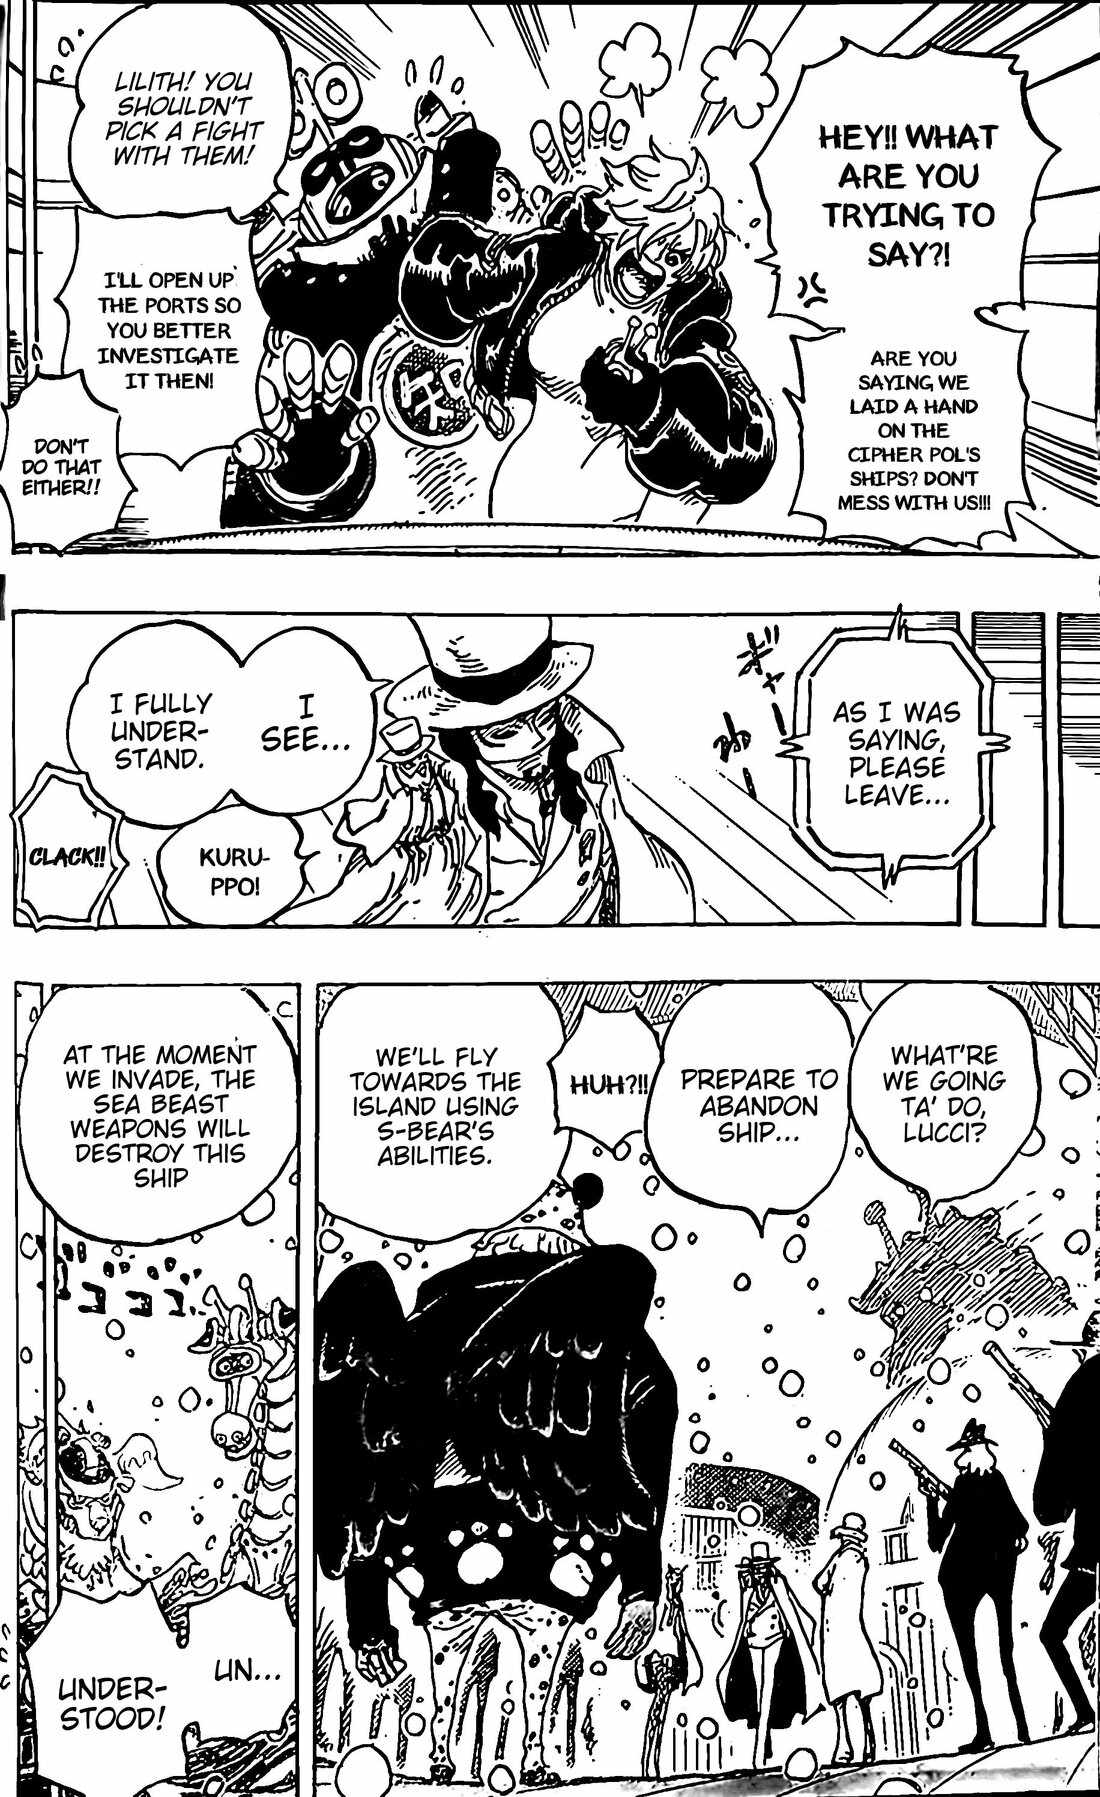 HEY!! WHAT
ARE YOU
TRYING TO
SAY?!
ARE YOU
SAYING WE
LAID A HAND
ON THE
CIPHER POL'S
SHIPS? DON'T
MESS WITH US!!!
LILITH! YOU
SHOULDN'T
PICK A FIGHT
WITH THEM!
I'LL OPEN UP
THE PORTS SO
YOU BETTER
INVESTIGATE
IT THEN!
DON'T
DO THAT
EITHER!!
AS I WAS
SAYING,
PLEASE
LEAVE...
I
SEE...
I FULLY
UNDER-
STAND.
KURU-
PPO!
CLACK!!
WHAT'RE
WE GOING
TA' DO,
LUCCI?
PREPARE TO
ABANDON
SHIP...
HUH?!!
WE'LL FLY
TOWARDS THE
ISLAND USING
S-BEAR'S
ABILITIES.
AT THE MOMENT
WE INVADE, THE
SEA BEAST
WEAPONS WILL
DESTROY THIS
SHIP
UN...
UNDER-
STOOD!